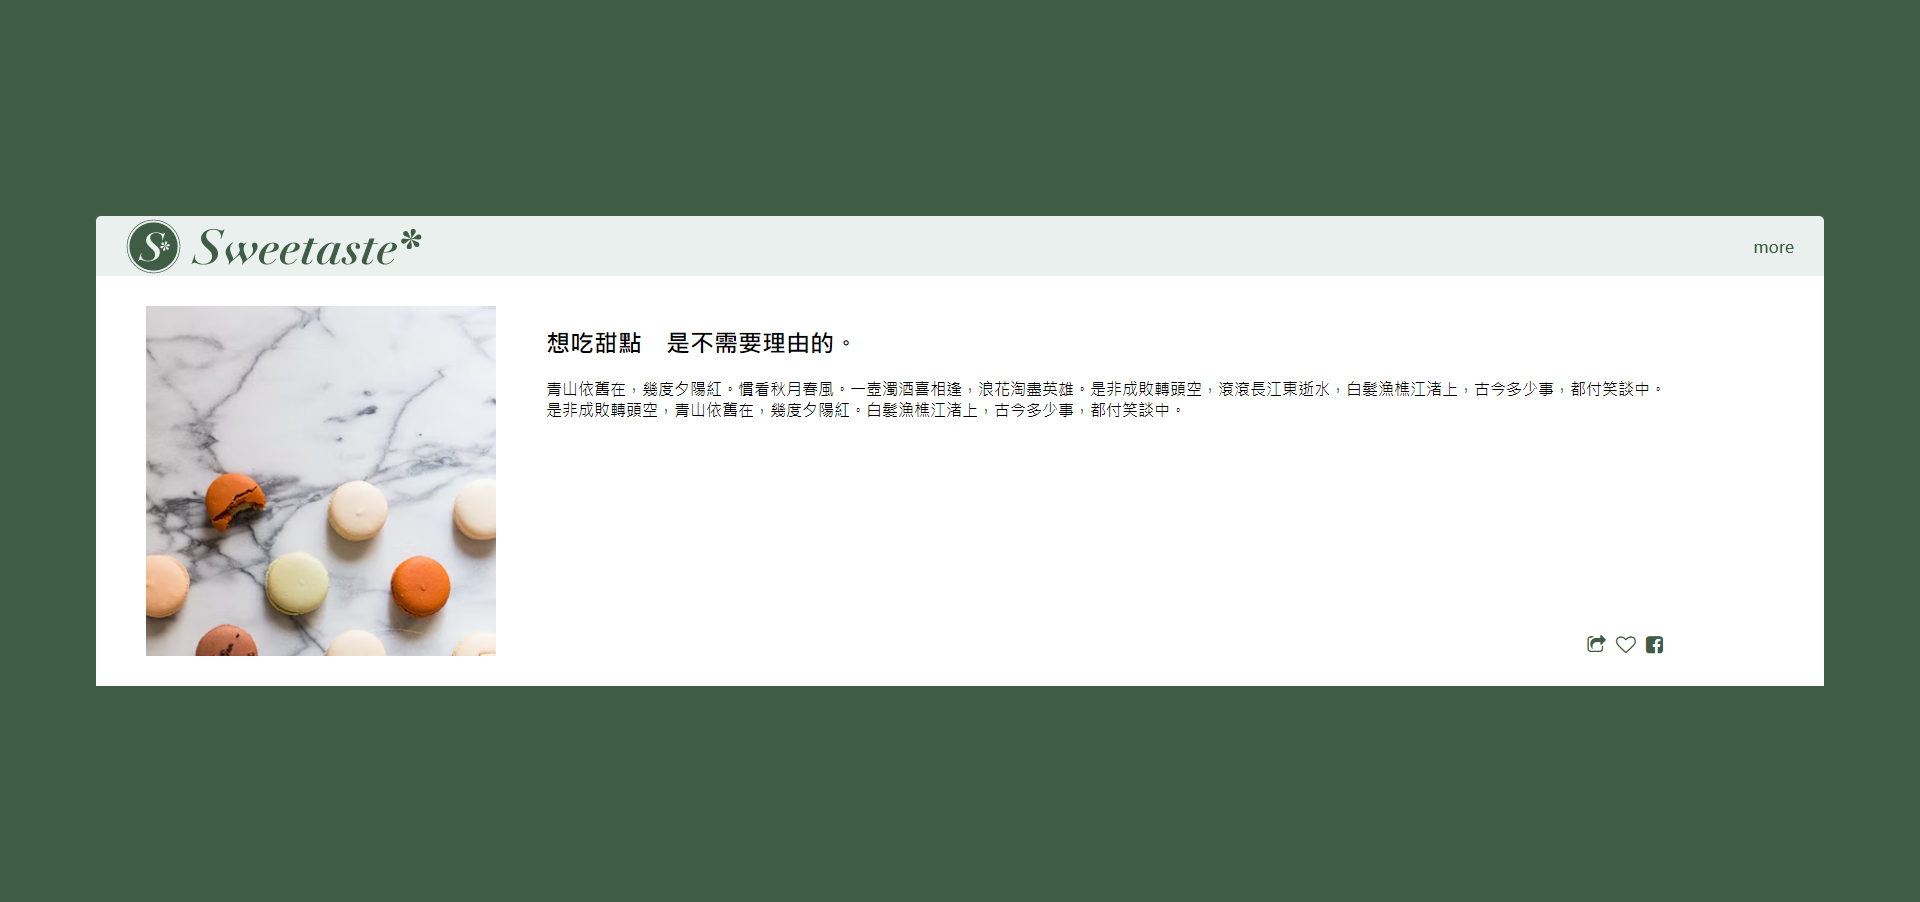 S* Sweetaste*
more
想吃甜點　是不需要理由的。
青山依舊在，幾度夕陽紅。慣看秋月春風。一壺濁酒喜相逢，浪花淘盡英雄。是非成敗轉頭空，滾滾長江東逝水，白髮漁樵江渚上，古今多少事，都付笑談中。
是非成敗轉頭空，青山依舊在，幾度夕陽紅。白髮漁樵江渚上，古今多少事，都付笑談中。